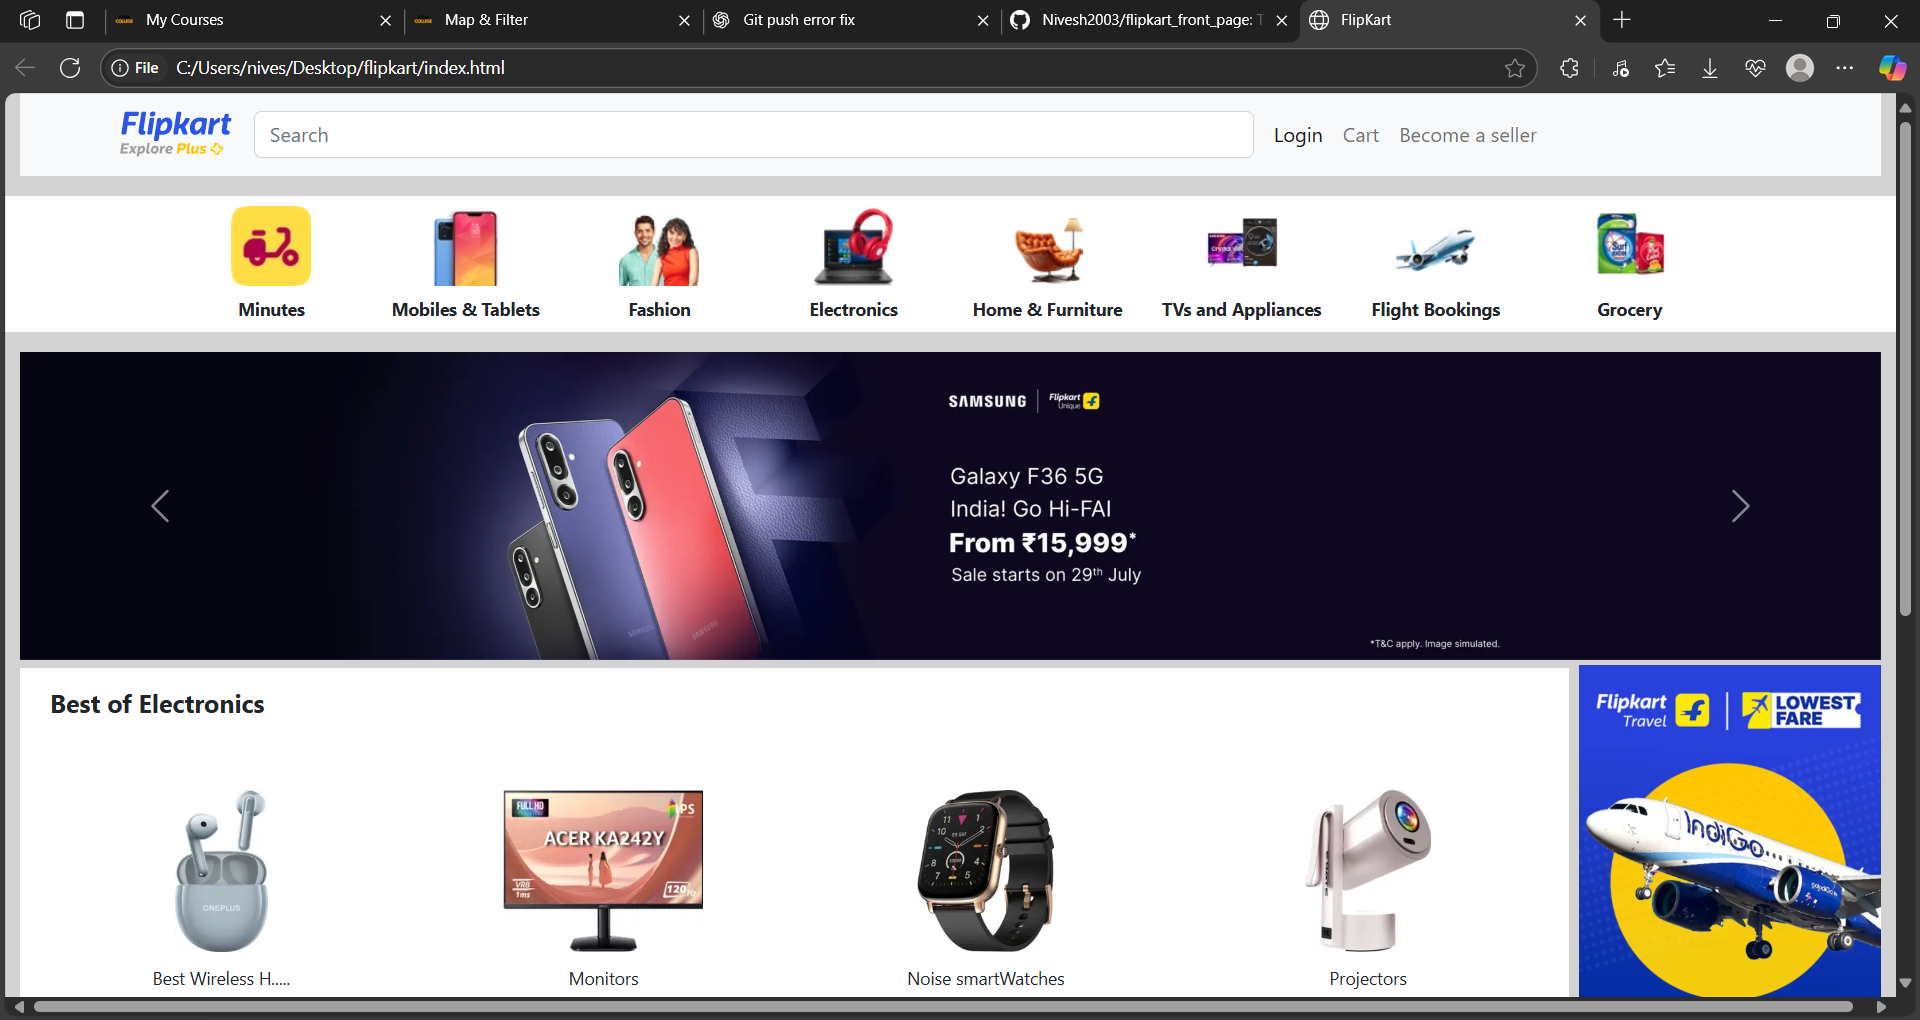 My Courses
Map & Filter
Git push error fix
Nivesh2003/flipkart_front_page:
FlipKart
File
C:/Users/nives/Desktop/flipkart/index.html
Flipkart
Explore Plus
Search
Login
Cart
Become a seller
Minutes
Mobiles & Tablets
Fashion
Electronics
Home & Furniture
TVs and Appliances
Flight Bookings
Grocery
SAMSUNG
Flipkart
Unique
Galaxy F36 5G
India! Go Hi-FAI
From ₹15,999*
Sale starts on 29th July
*T&C apply. Image simulated.
SAMSUNG
SAMSUNG
Best of Electronics
Flipkart
Travel
LOWEST
FARE
IndiGo
ONEPLUS
FULL HD
IPS
ACER KA242Y
VRB
1ms
120Hz
Best Wireless H.....
Monitors
Noise smartWatches
Projectors